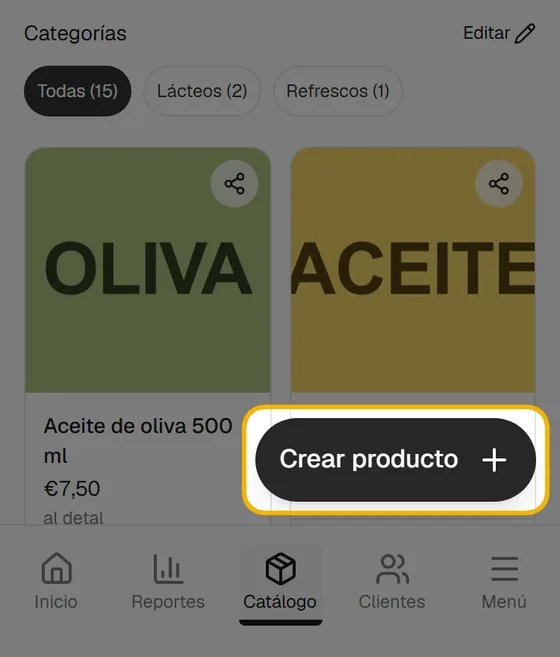 Categorías
Editar
Todas (15)
Lácteos (2)
Refrescos (1)
OLIVA
ACEITE
Aceite de oliva 500
ml
€7,50
al detal
Crear producto
Inicio
Reportes
Catálogo
Clientes
Menú